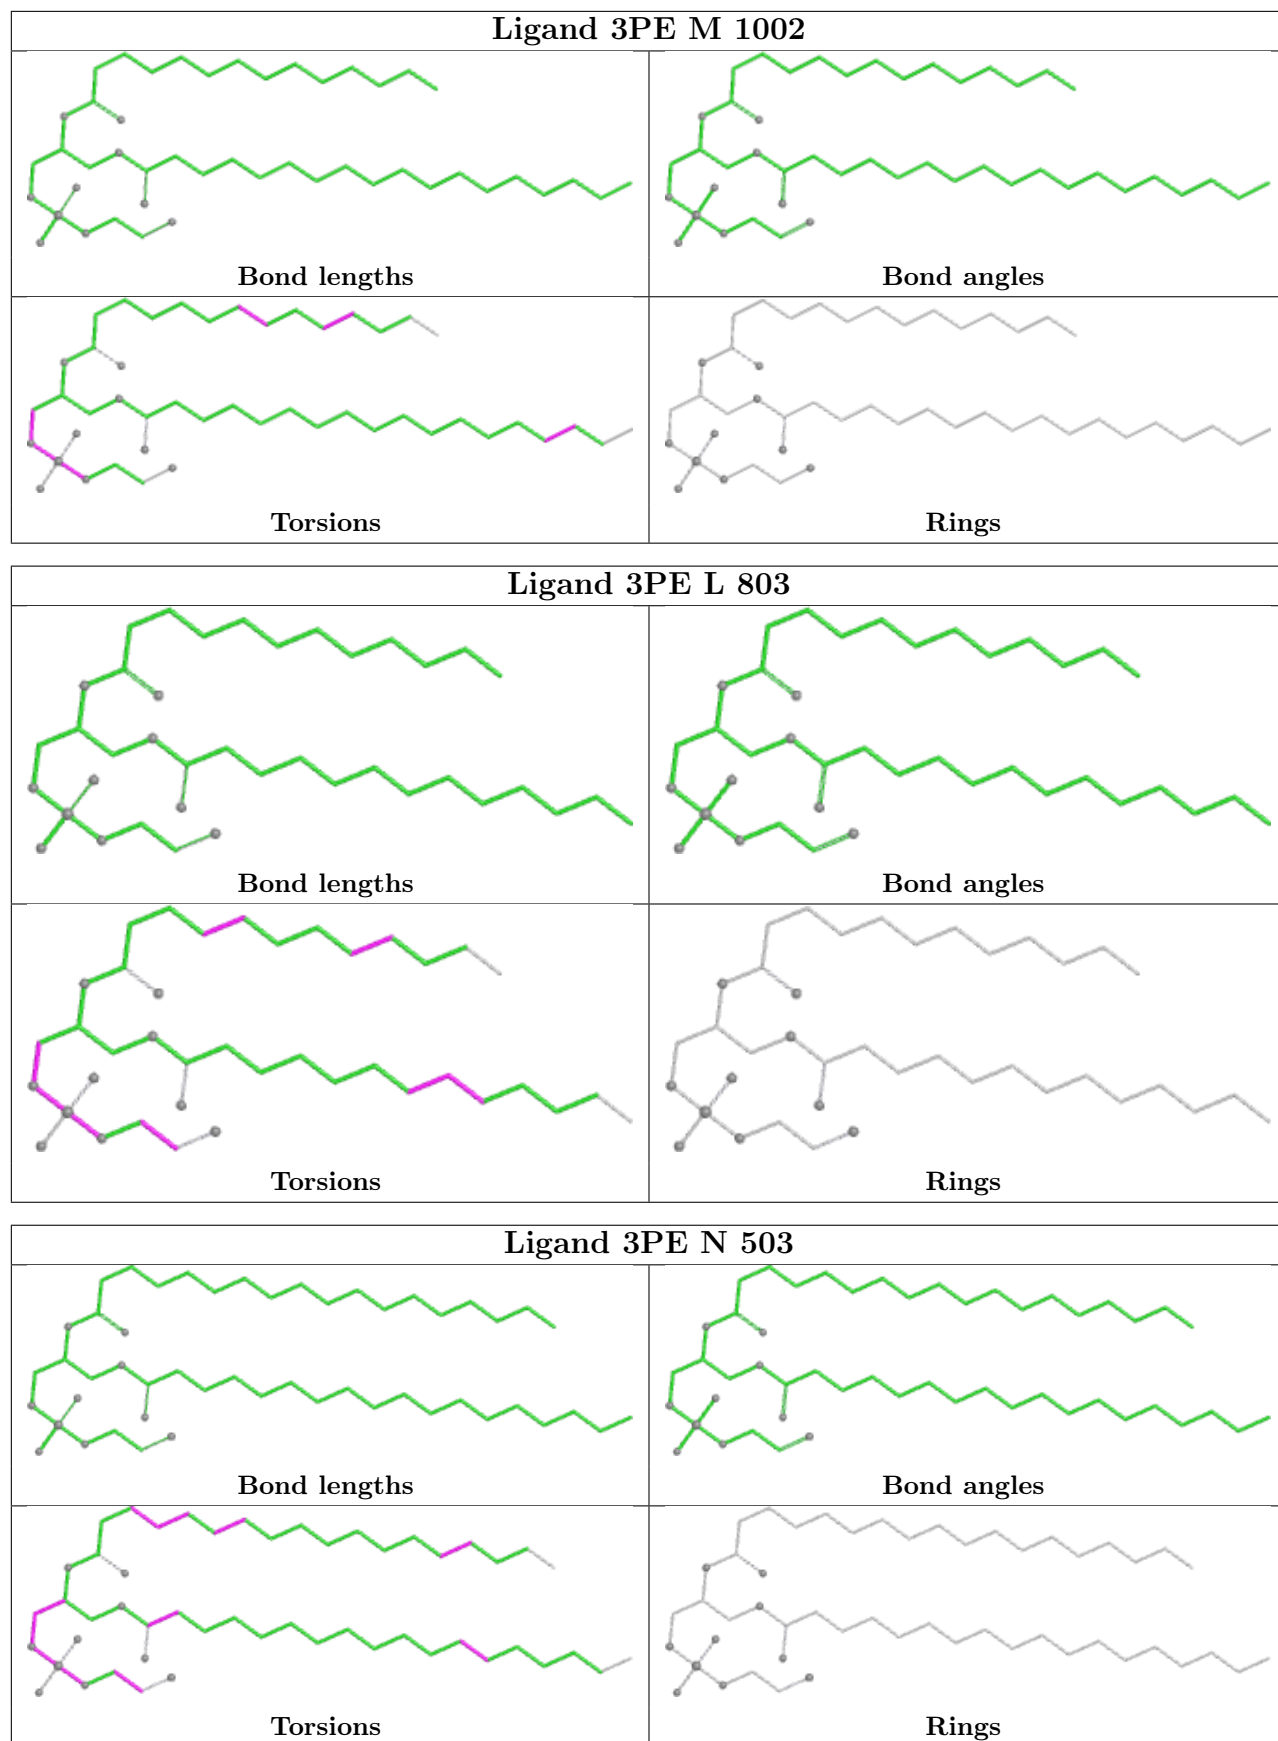 Ligand 3PE M 1002
Bond lengths
Bond angles
Torsions
Rings
Ligand 3PE L 803
Bond lengths
Bond angles
Torsions
Rings
Ligand 3PE N 503
Bond lengths
Bond angles
Torsions
Rings